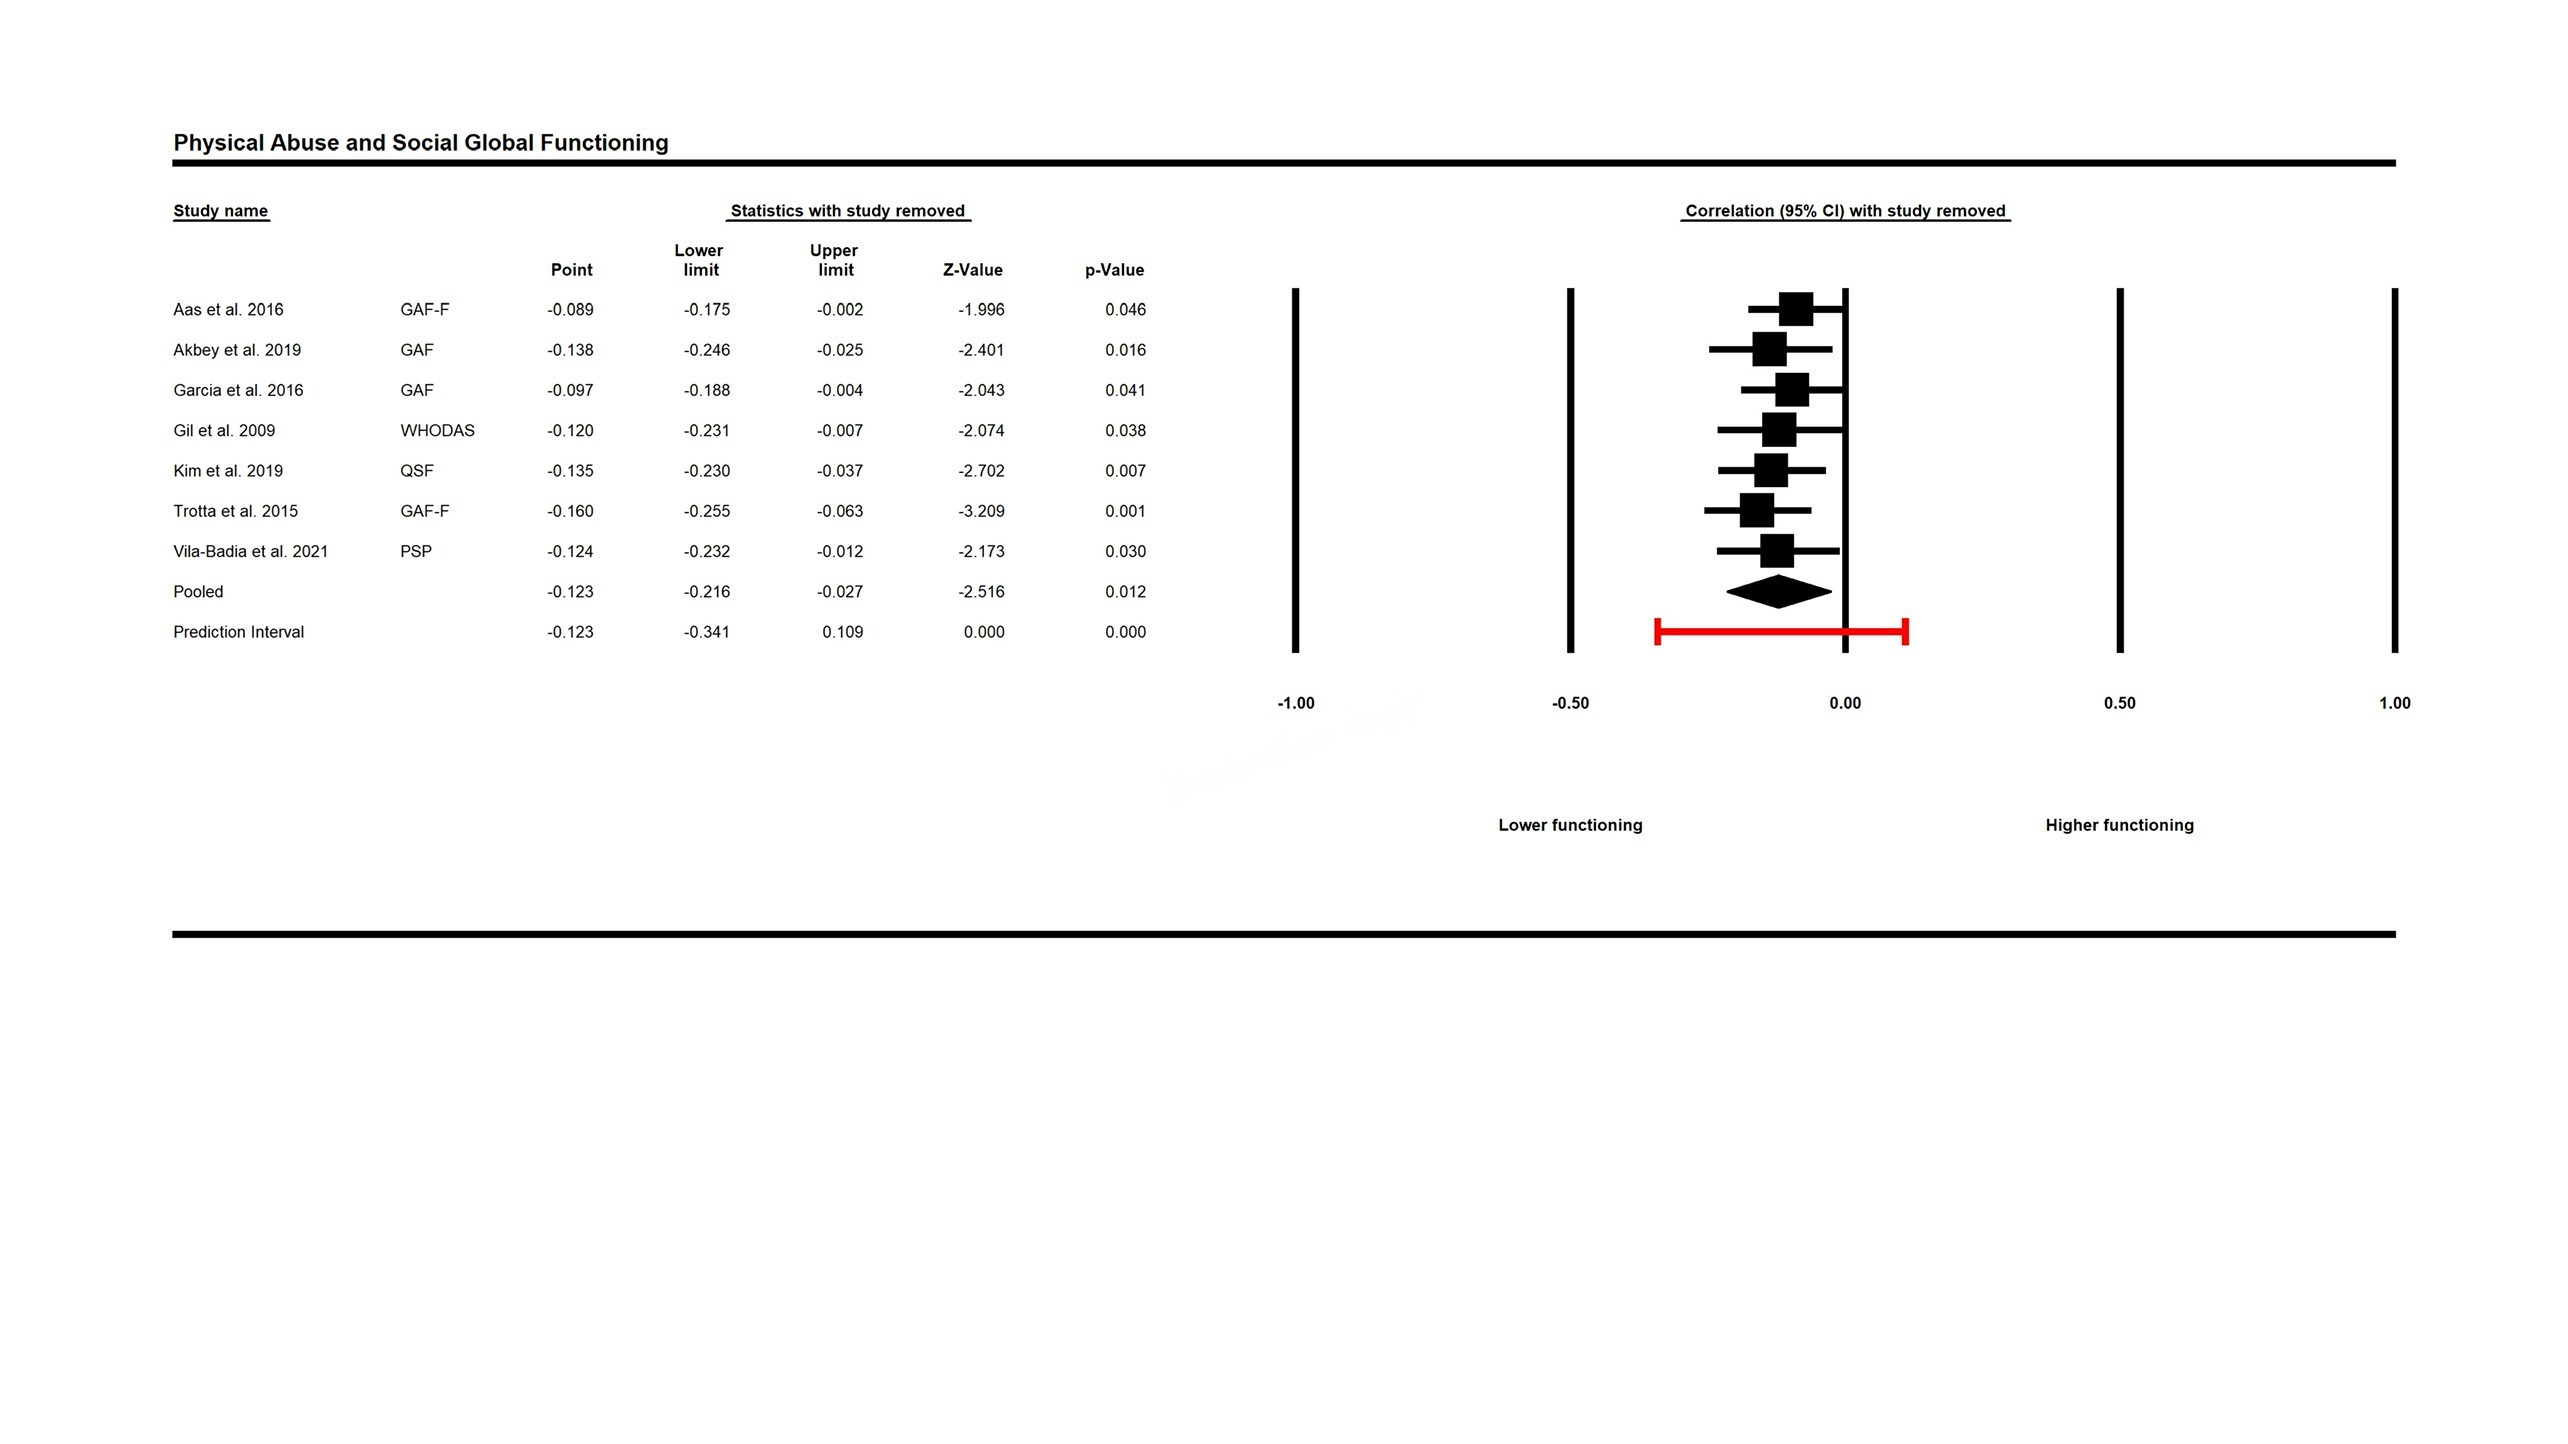 Physical Abuse and Social Global Functioning
Study name Statistics with study removed Correlation (95% CI) with study removed
Lower Upper
Point limit limit Z-Value p-Value
Aas et al. 2016 GAF-F -0.089 -0.175 -0.002 -1.996 0.046
Akbey et al. 2019 GAF -0.138 -0.246 -0.025 -2.401 0.016
Garcia et al. 2016 GAF -0.097 -0.188 -0.004 -2.043 0.041
Gil et al. 2009 WHODAS -0.120 -0.231 -0.007 -2.074 0.038
Kim et al. 2019 QSF -0.135 -0.230 -0.037 -2.702 0.007
Trotta et al. 2015 GAF-F -0.160 -0.255 -0.063 -3.209 0.001
Vila-Badia et al. 2021 PSP -0.124 -0.232 -0.012 -2.173 0.030
Pooled -0.123 -0.216 -0.027 -2.516 0.012
Prediction Interval -0.123 -0.341 0.109 0.000 0.000
-1.00 -0.50 0.00 0.50 1.00
Lower functioning Higher functioning